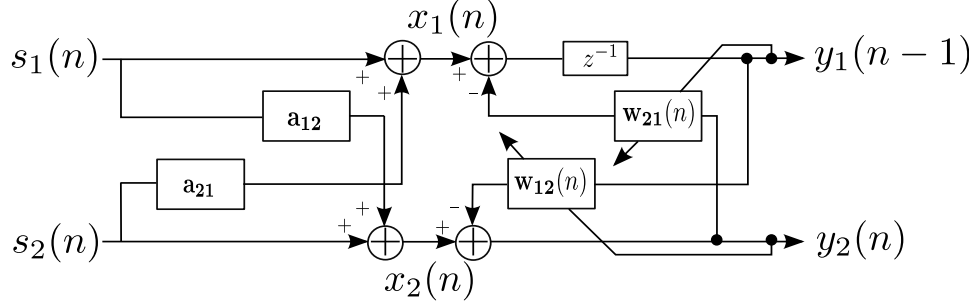 x₁(n)
s₁(n)
+
+
+
-
z⁻¹
y₁(n − 1)
a₁₂
w₂₁(n)
a₂₁
w₁₂(n)
+
+
+
-
s₂(n)
x₂(n)
y₂(n)